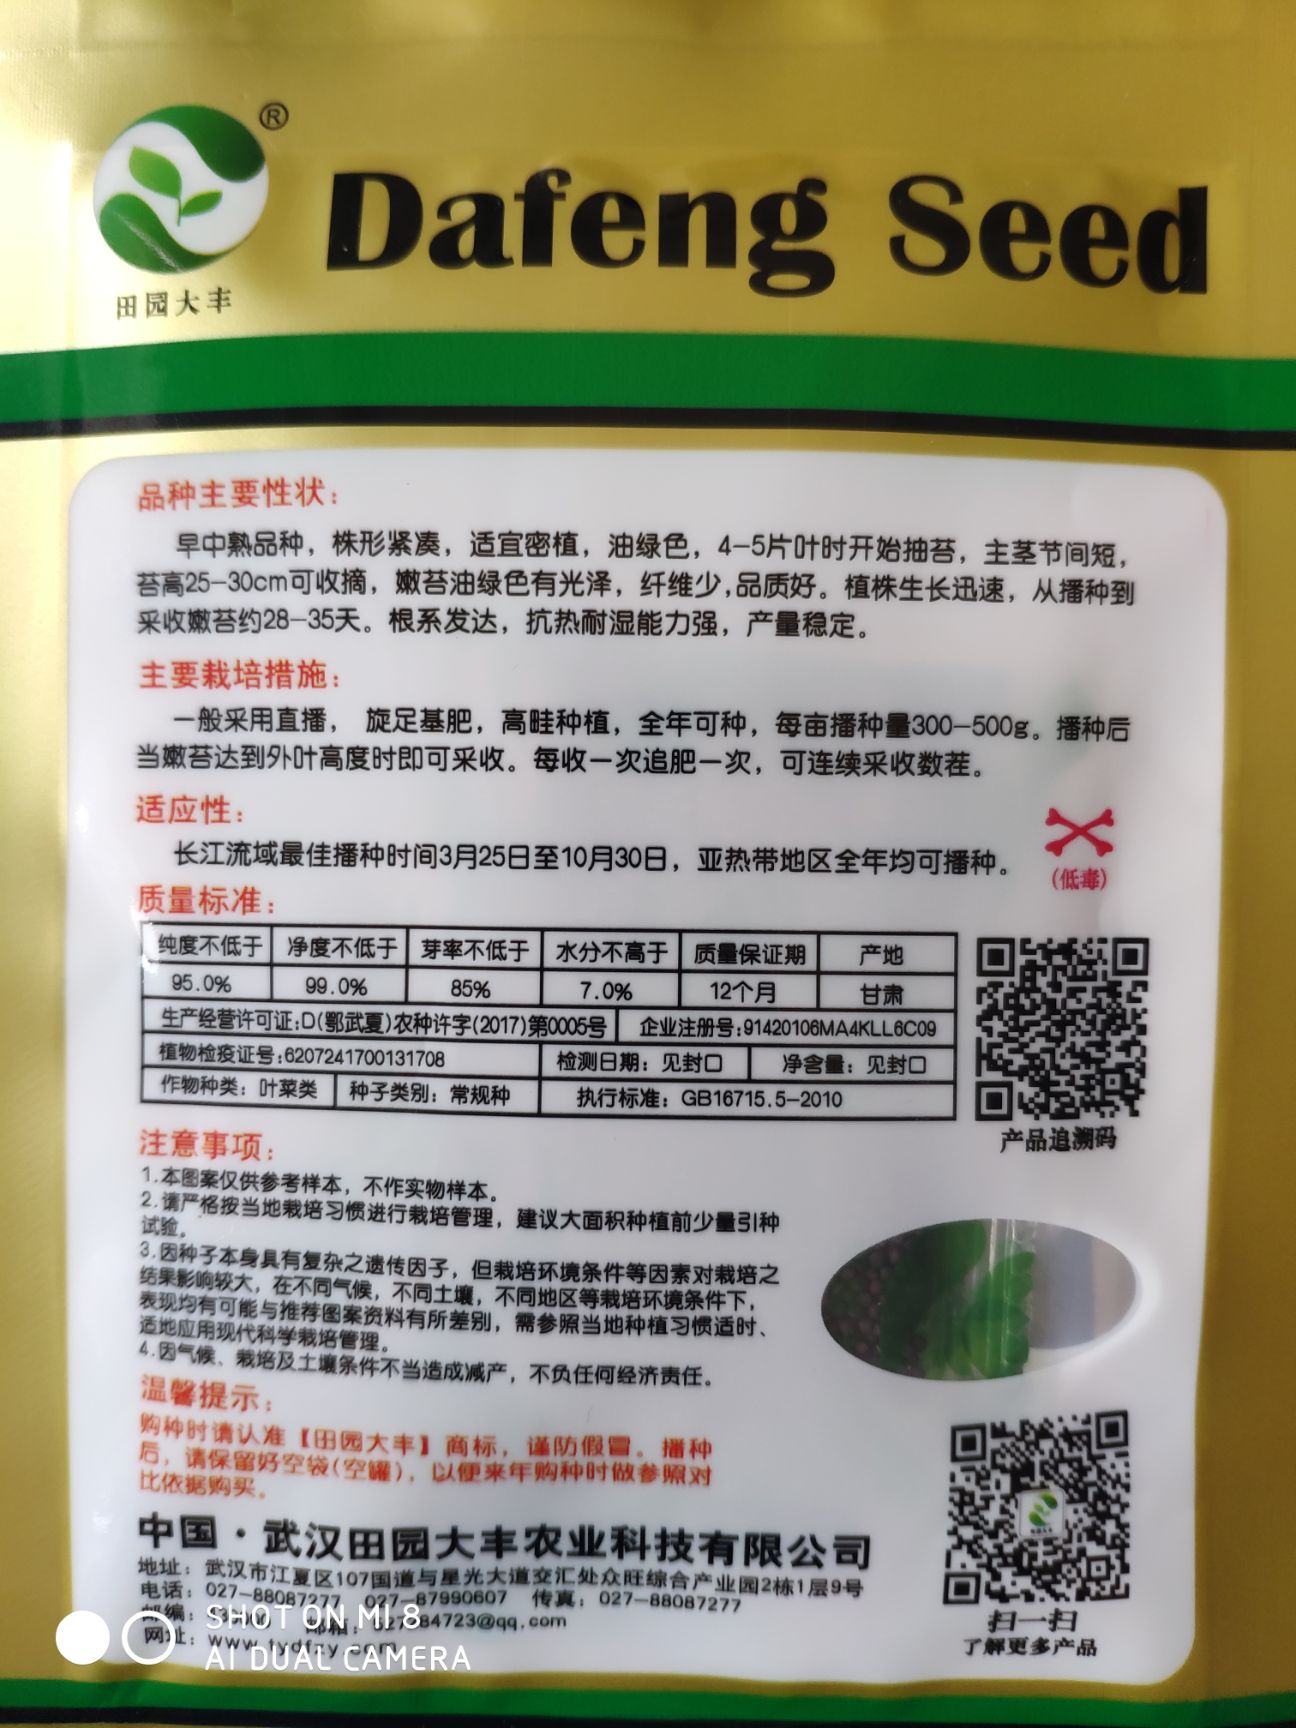 ®
Dafeng Seed
田园大丰
品种主要性状：
早中熟品种，株形紧凑，适宜密植，油绿色，4-5片叶时开始抽苔，主茎节间短，
苔高25-30cm可收摘，嫩苔油绿色有光泽，纤维少,品质好。植株生长迅速，从播种到
采收嫩苔约28-35天。根系发达，抗热耐湿能力强，产量稳定。
主要栽培措施：
一般采用直播， 旋足基肥，高畦种植，全年可种，每亩播种量300-500g。播种后
当嫩苔达到外叶高度时即可采收。每收一次追肥一次，可连续采收数茬。
适应性：
长江流域最佳播种时间3月25日至10月30日，亚热带地区全年均可播种。
(低毒)
质量标准：
纯度不低于 净度不低于 芽率不低于 水分不高于 质量保证期 产地
95.0% 99.0% 85% 7.0% 12个月 甘肃
生产经营许可证:D(鄂武夏)农种许字(2017)第0005号 企业注册号:91420106MA4KLL6C09
植物检疫证号:6207241700131708 检测日期：见封口 净含量：见封口
作物种类：叶菜类 种子类别：常规种 执行标准：GB16715.5-2010
产品追溯码
注意事项：
1.本图案仅供参考样本，不作实物样本。
2.请严格按当地栽培习惯进行栽培管理，建议大面积种植前少量引种
试验。
3.因种子本身具有复杂之遗传因子，但栽培环境条件等因素对栽培之
结果影响较大，在不同气候，不同土壤，不同地区等栽培环境条件下，
表现均有可能与推荐图案资料有所差别，需参照当地种植习惯适时、
适地应用现代科学栽培管理。
4.因气候、栽培及土壤条件不当造成减产，不负任何经济责任。
温馨提示：
购种时请认准【田园大丰】商标，谨防假冒。播种
后，请保留好空袋(空罐)，以便来年购种时做参照对
比依据购买。
中国·武汉田园大丰农业科技有限公司
地址：武汉市江夏区107国道与星光大道交汇处众旺综合产业园2栋1层9号
电话：027-88087277 027-87990607 传真：027-88087277
邮编： 邮箱： 84723@qq.com
网址：www.tydfzy.com
扫一扫
了解更多产品
SHOT ON MI 8
AI DUAL CAMERA